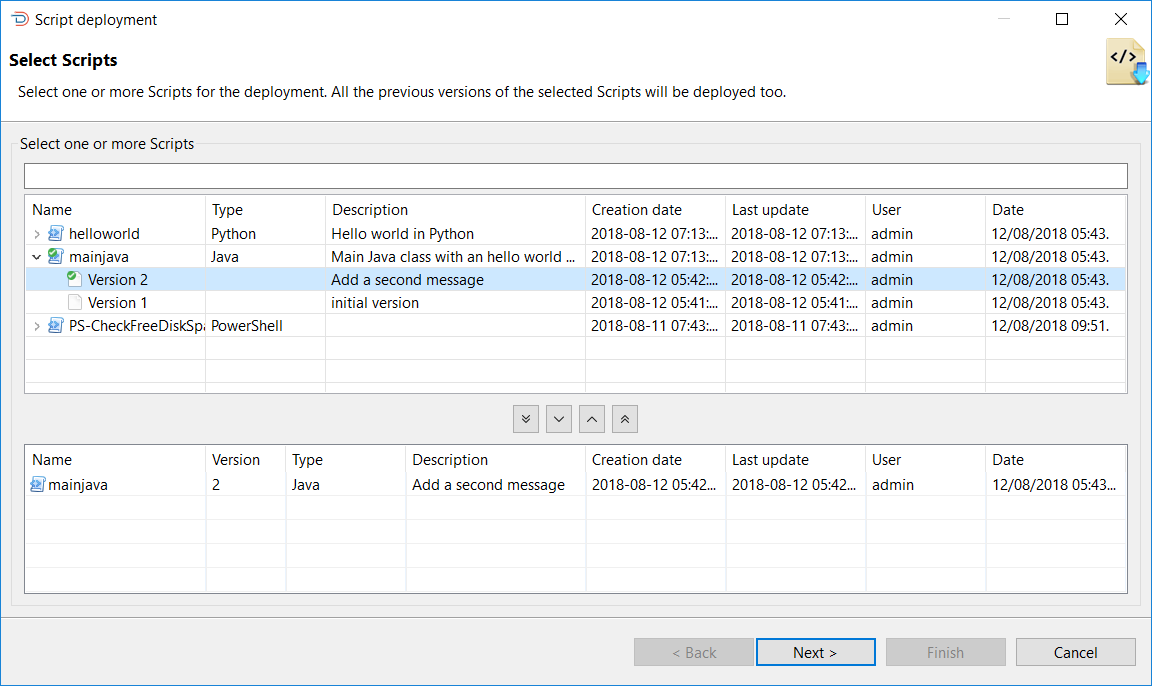 Script deployment
Select Scripts
</>
Select one or more Scripts for the deployment. All the previous versions of the selected Scripts will be deployed too.
Select one or more Scripts
Name Type Description Creation date Last update User Date
helloworld Python Hello world in Python 2018-08-12 07:13:... 2018-08-12 07:13:... admin 12/08/2018 05:43.
mainjava Java Main Java class with an hello world ... 2018-08-12 07:13:... 2018-08-12 07:13:... admin 12/08/2018 05:43.
Version 2 Add a second message 2018-08-12 05:42:... 2018-08-12 05:42:... admin 12/08/2018 05:43.
Version 1 initial version 2018-08-12 05:41:... 2018-08-12 05:41:... admin 12/08/2018 05:43.
PS-CheckFreeDiskSpa PowerShell 2018-08-11 07:43:... 2018-08-11 07:43:... admin 12/08/2018 09:51.
Name Version Type Description Creation date Last update User Date
mainjava 2 Java Add a second message 2018-08-12 05:42... 2018-08-12 05:42... admin 12/08/2018 05:43...
< Back Next > Finish Cancel